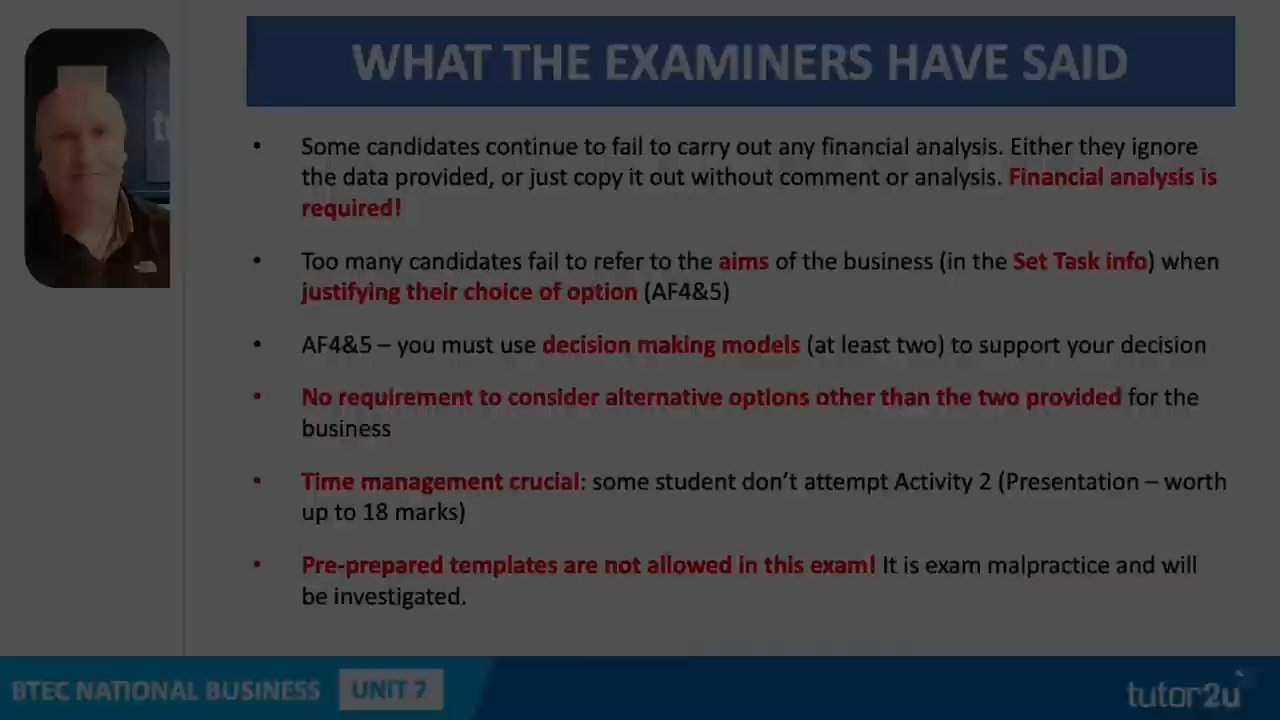 WHAT THE EXAMINERS HAVE SAID
• Some candidates continue to fail to carry out any financial analysis. Either they ignore
the data provided, or just copy it out without comment or analysis. Financial analysis is
required!
• Too many candidates fail to refer to the aims of the business (in the Set Task info) when
justifying their choice of option (AF4&5)
• AF4&5 – you must use decision making models (at least two) to support your decision
• No requirement to consider alternative options other than the two provided for the
business
• Time management crucial: some student don't attempt Activity 2 (Presentation – worth
up to 18 marks)
• Pre-prepared templates are not allowed in this exam! It is exam malpractice and will
be investigated.
BTEC NATIONAL BUSINESS UNIT 7
tutor2u